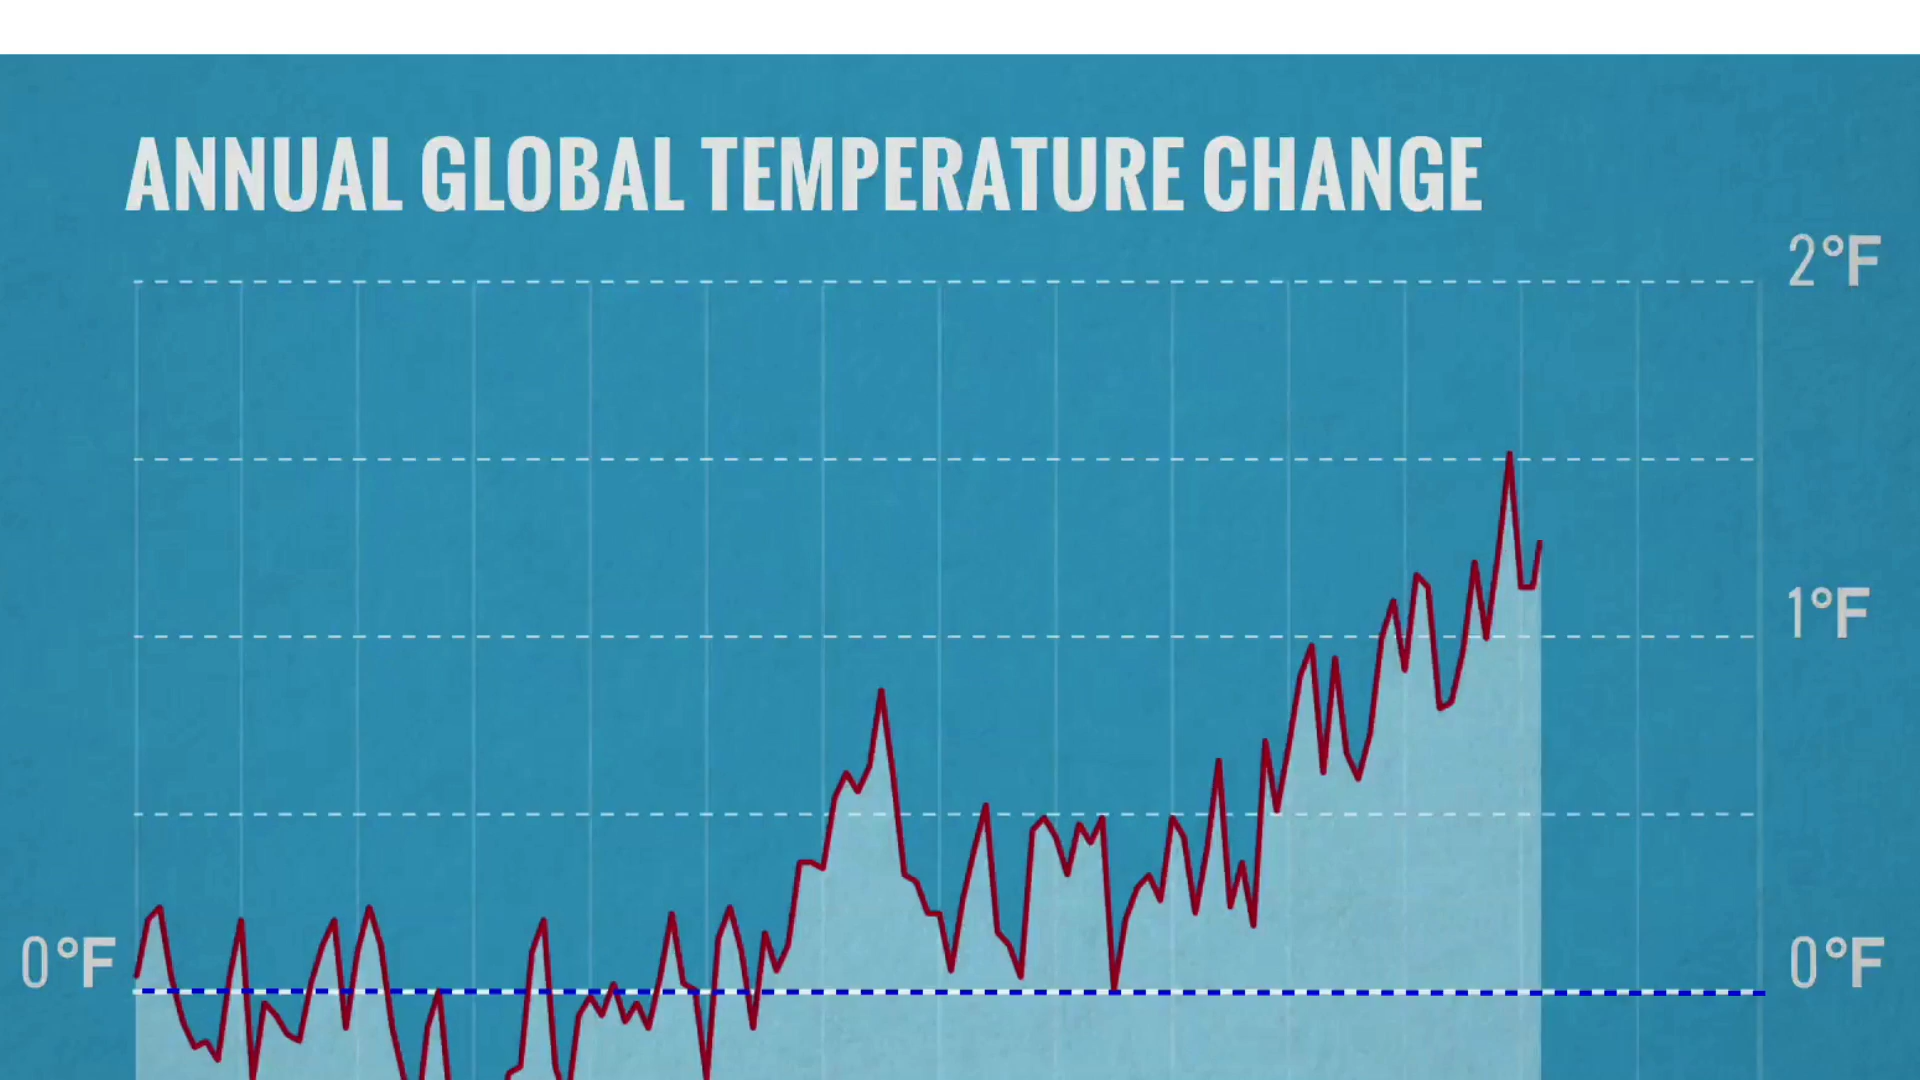 ANNUAL GLOBAL TEMPERATURE CHANGE
2°F
1°F
0°F
0°F